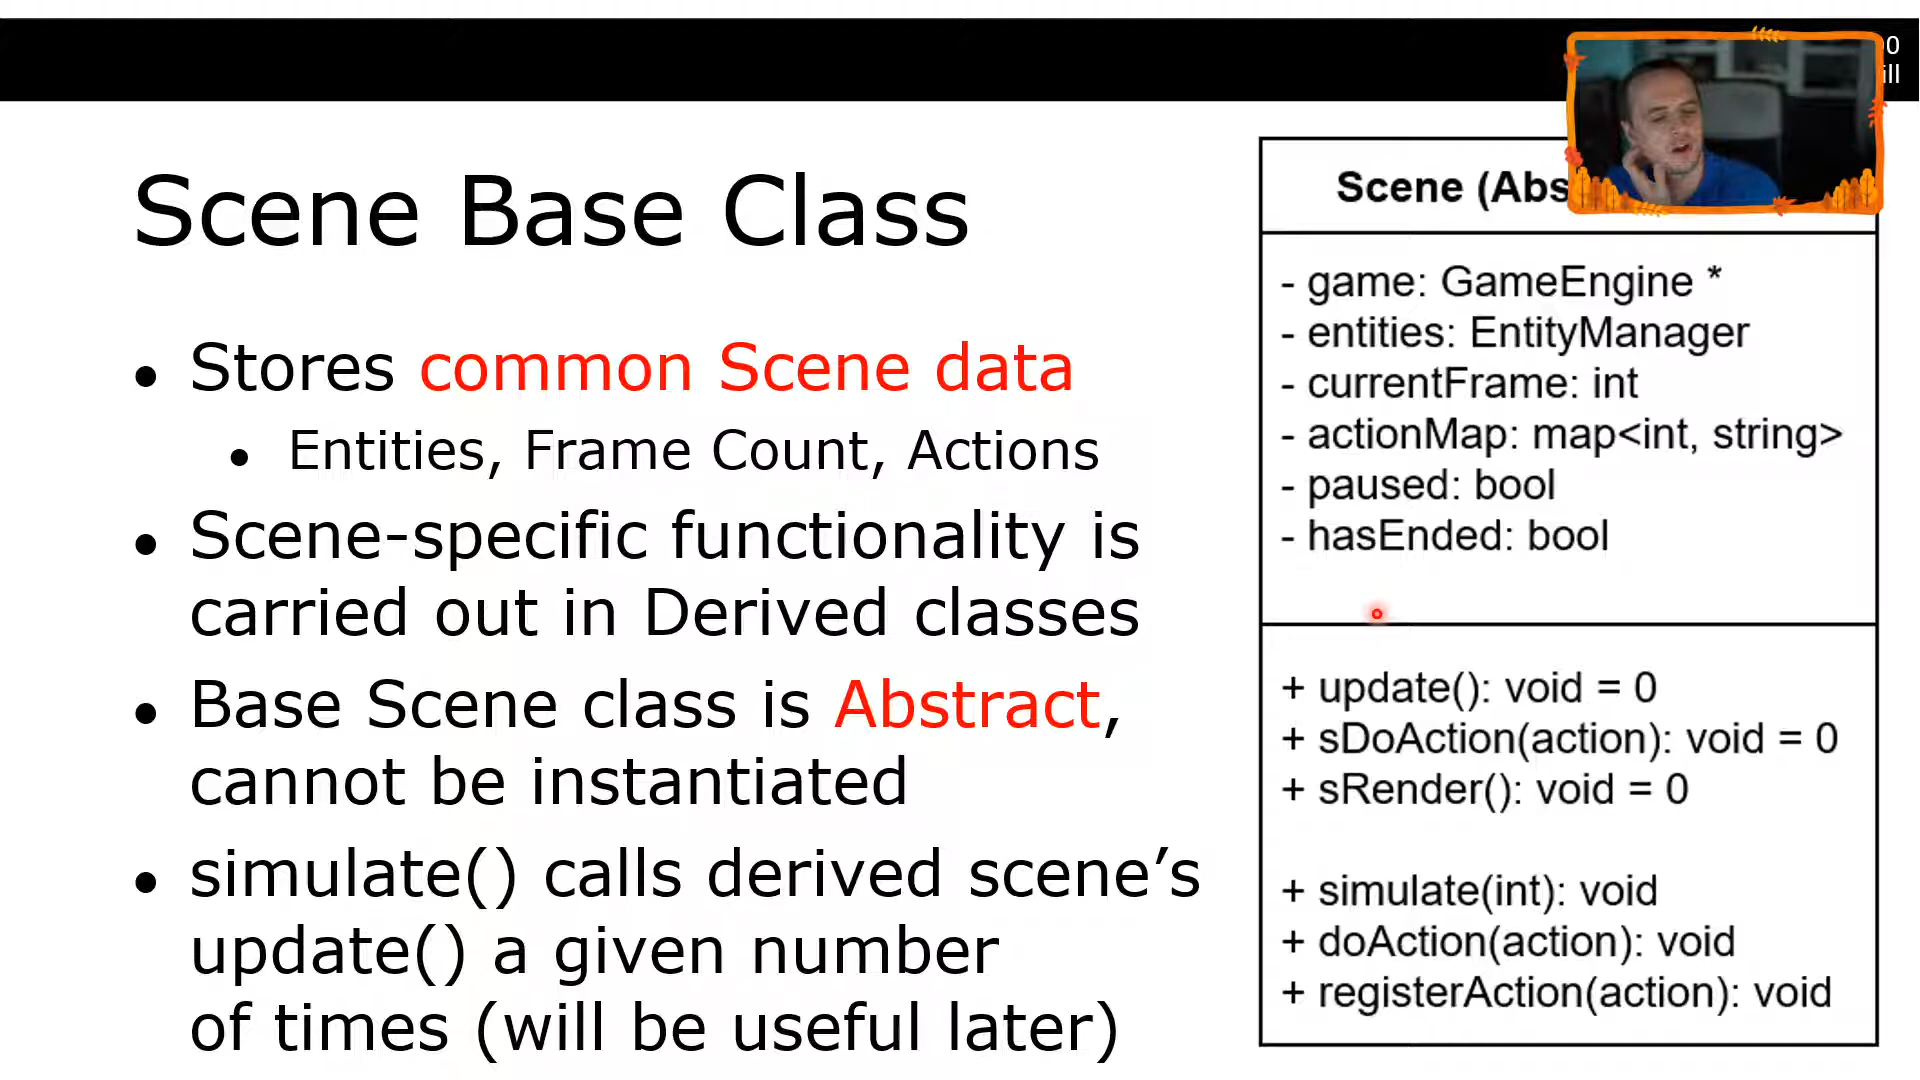 Scene Base Class
• Stores common Scene data
• Entities, Frame Count, Actions
• Scene-specific functionality is
carried out in Derived classes
• Base Scene class is Abstract,
cannot be instantiated
• simulate() calls derived scene’s
update() a given number
of times (will be useful later)
Scene (Abs
- game: GameEngine *
- entities: EntityManager
- currentFrame: int
- actionMap: map<int, string>
- paused: bool
- hasEnded: bool
+ update(): void = 0
+ sDoAction(action): void = 0
+ sRender(): void = 0
+ simulate(int): void
+ doAction(action): void
+ registerAction(action): void